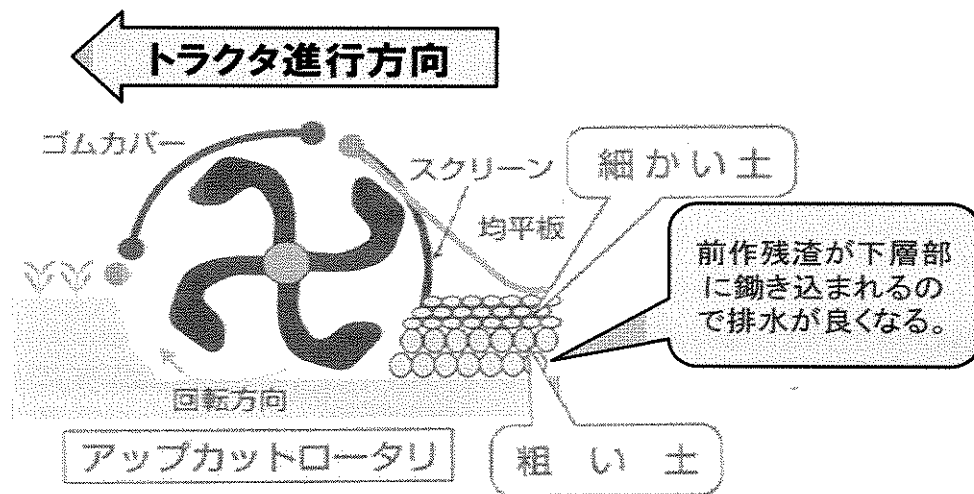 トラクタ進行方向
ゴムカバー
スクリーン
細かい土
均平板
前作残渣が下層部
に鋤き込まれるの
で排水が良くなる。
回転方向
アップカットロータリ
粗い土